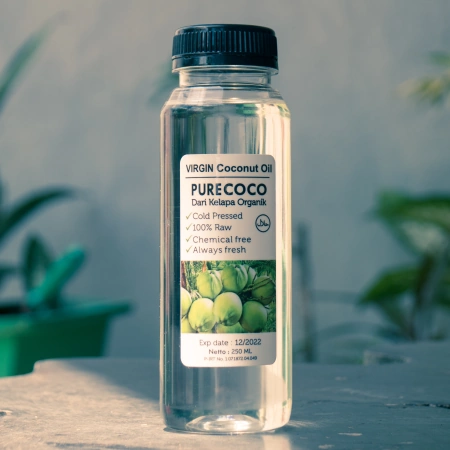 VIRGIN Coconut Oil
PURECOCO
Dari Kelapa Organik
✓ Cold Pressed
✓ 100% Raw
✓ Chemical free
✓ Always fresh
Exp date : 12/2022
Netto : 250 ML